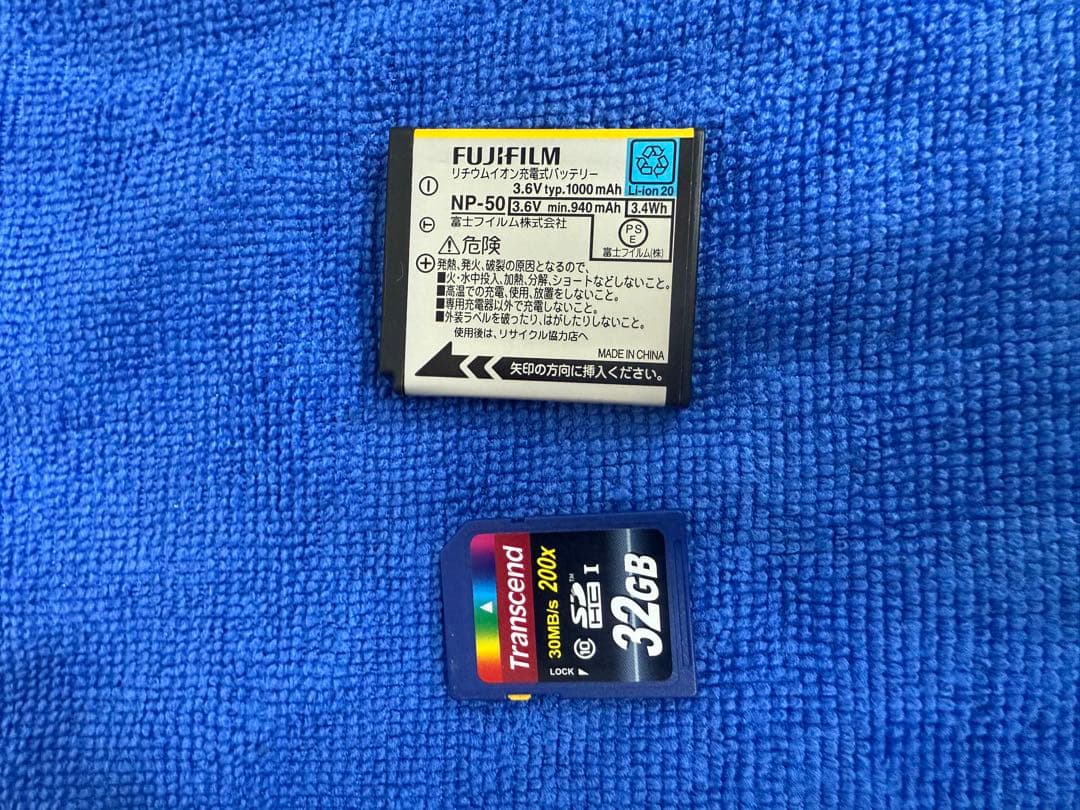 FUJIFILM
リチウムイオン充電式バッテリー
3.6V typ.1000 mAh
Li-ion 20
NP-50 3.6V min.940 mAh 3.4Wh
富士フイルム株式会社
PS
E
富士フイルム(株)
⚠危険
発熱、発火、破裂の原因となるので、
■火・水中投入、加熱、分解、ショートなどしないこと。
■高温での充電、使用、放置をしないこと。
■専用充電器以外で充電しないこと。
■外装ラベルを破ったり、はがしたりしないこと。
使用後は、リサイクル協力店へ
MADE IN CHINA
矢印の方向に挿入ください。
Transcend
30MB/s 200x
10 SDHC™ I
32GB
LOCK